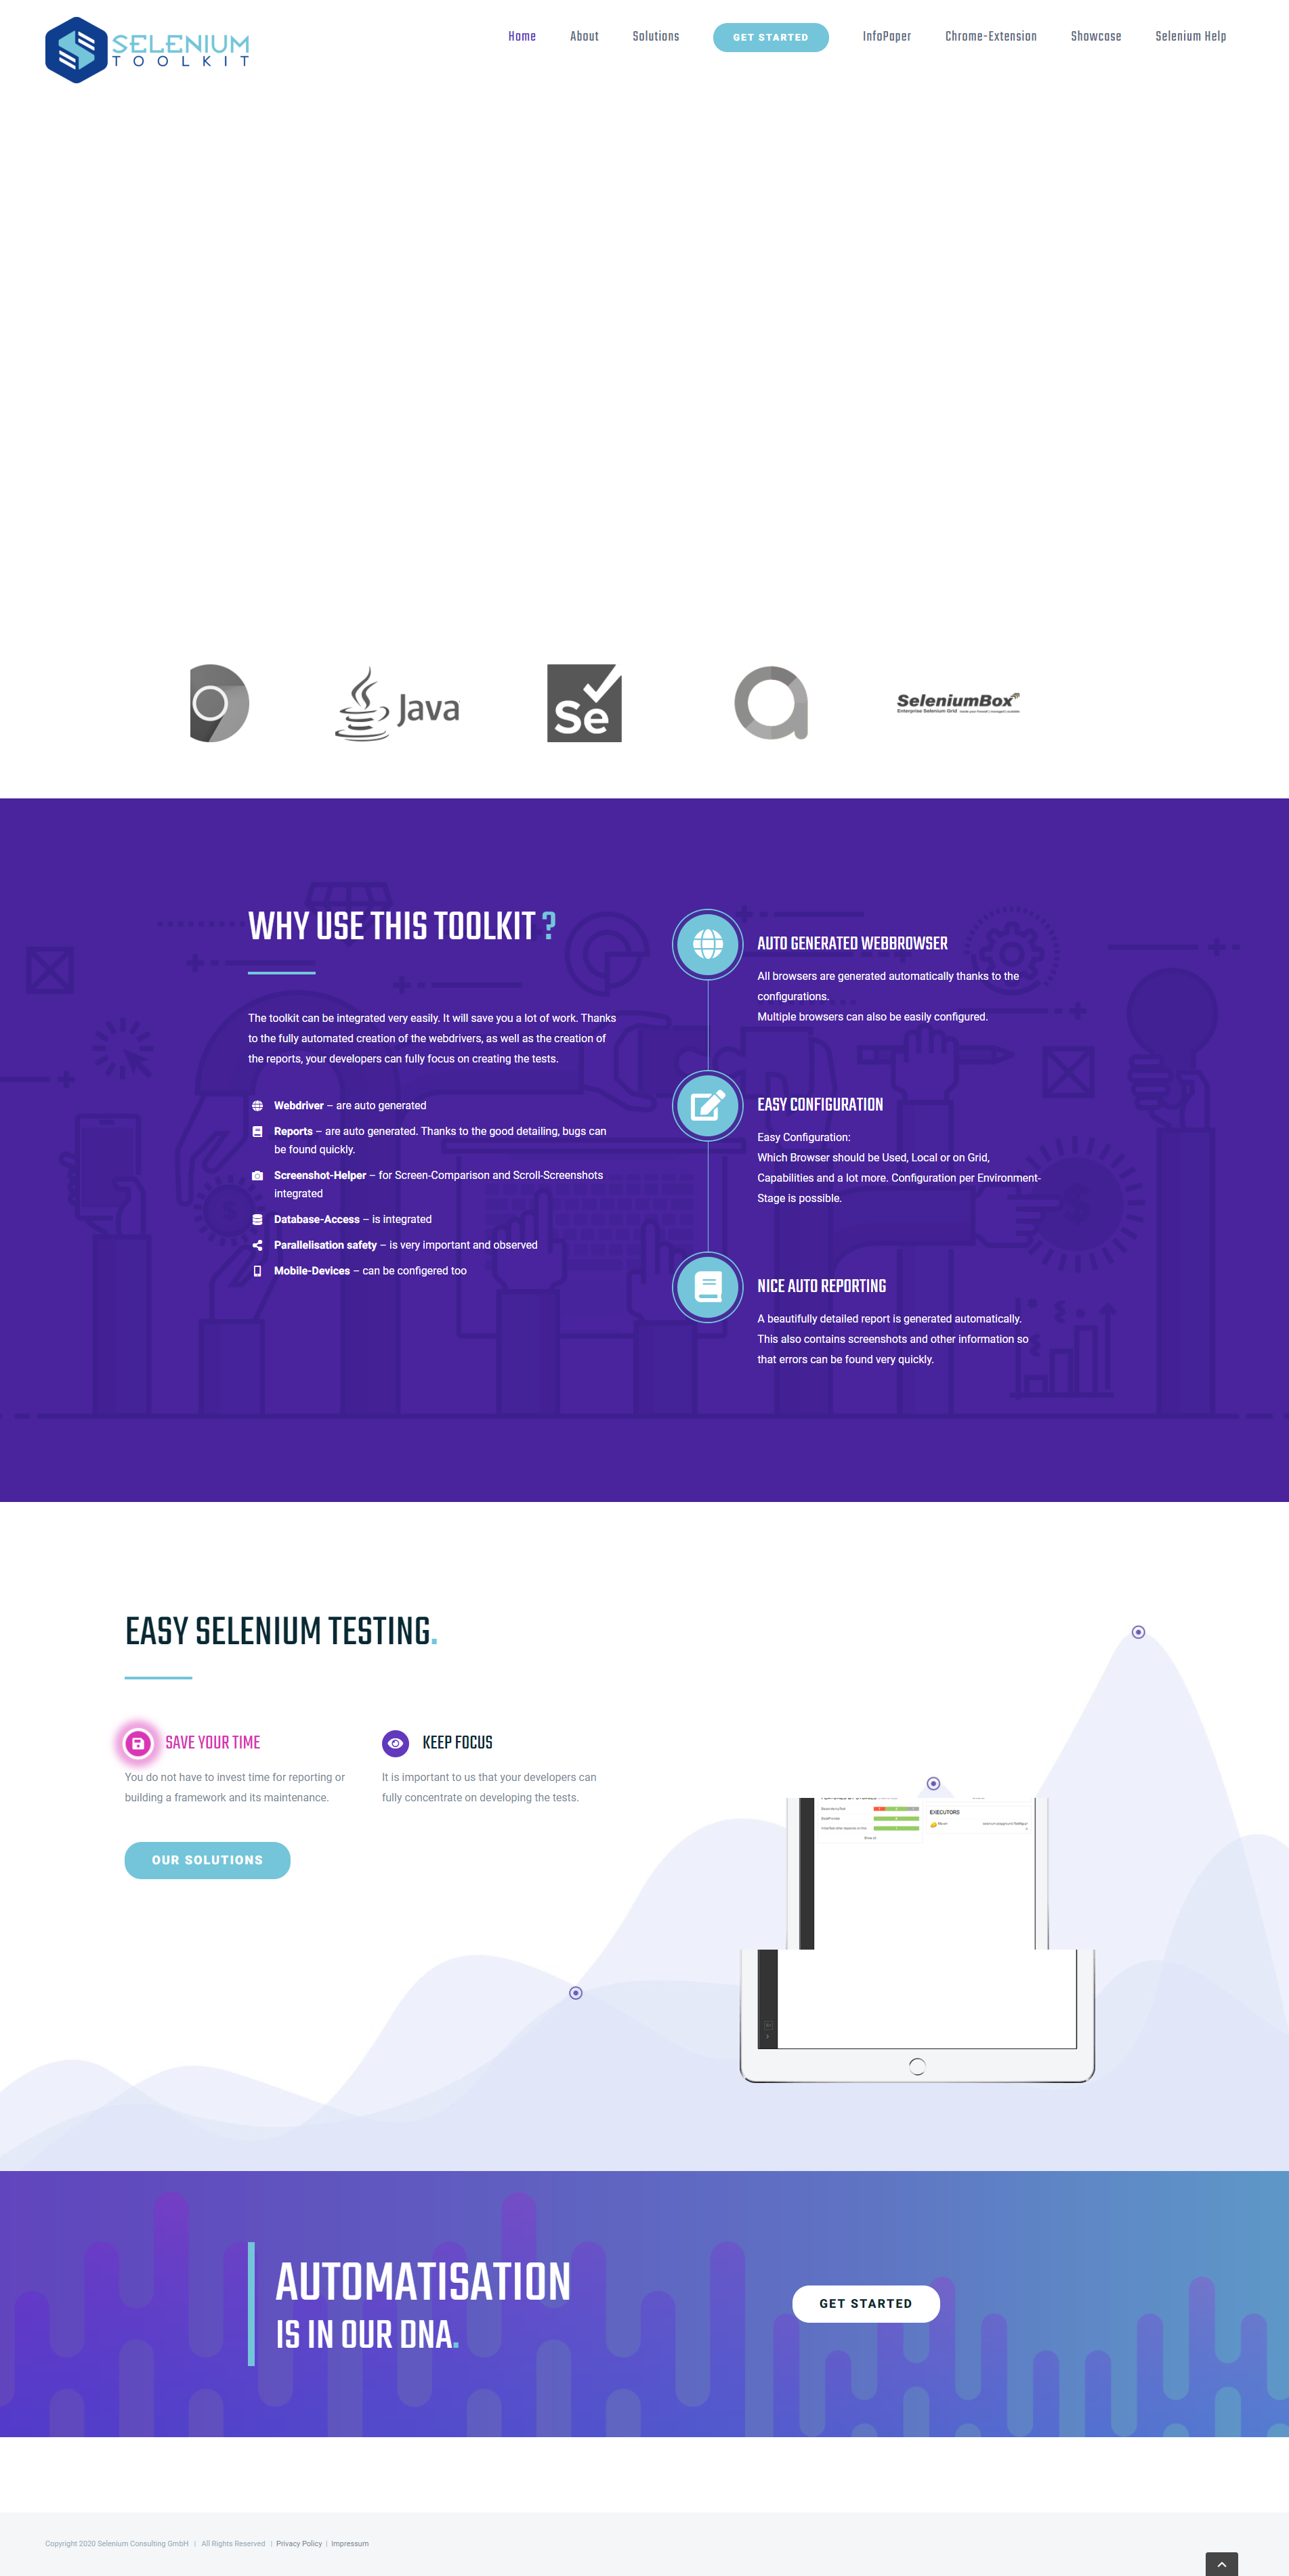 SELENIUM
TOOLKIT
Home
About
Solutions
GET STARTED
InfoPaper
Chrome-Extension
Showcase
Selenium Help
Java
Se
SeleniumBox
WHY USE THIS TOOLKIT ?
The toolkit can be integrated very easily. It will save you a lot of work. Thanks
to the fully automated creation of the webdrivers, as well as the creation of
the reports, your developers can fully focus on creating the tests.
Webdriver – are auto generated
Reports – are auto generated. Thanks to the good detailing, bugs can
be found quickly.
Screenshot-Helper – for Screen-Comparison and Scroll-Screenshots
integrated
Database-Access – is integrated
Parallelisation safety – is very important and observed
Mobile-Devices – can be configered too
AUTO GENERATED WEBBROWSER
All browsers are generated automatically thanks to the
configurations.
Multiple browsers can also be easily configured.
EASY CONFIGURATION
Easy Configuration:
Which Browser should be Used, Local or on Grid,
Capabilities and a lot more. Configuration per Environment-
Stage is possible.
NICE AUTO REPORTING
A beautifully detailed report is generated automatically.
This also contains screenshots and other information so
that errors can be found very quickly.
EASY SELENIUM TESTING.
SAVE YOUR TIME
You do not have to invest time for reporting or
building a framework and its maintenance.
KEEP FOCUS
It is important to us that your developers can
fully concentrate on developing the tests.
OUR SOLUTIONS
EXECUTORS
AUTOMATISATION
IS IN OUR DNA.
GET STARTED
Copyright 2020 Selenium Consulting GmbH | All Rights Reserved | Privacy Policy | Impressum